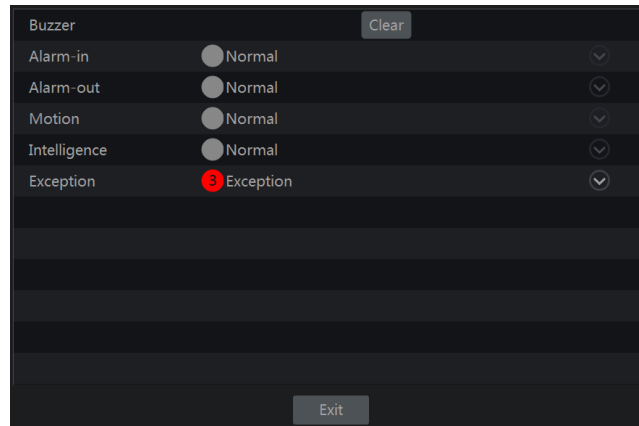 Buzzer Clear
Alarm-in Normal
Alarm-out Normal
Motion Normal
Intelligence Normal
Exception 3 Exception
Exit